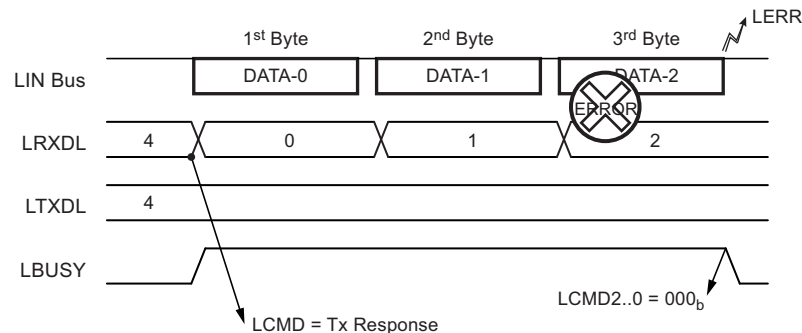 LERR
1st Byte 2nd Byte 3rd Byte
LIN Bus DATA-0 DATA-1 DATA-2
ERROR
LRXDL 4 0 1 2
LTXDL 4
LBUSY
LCMD2..0 = 000b
LCMD = Tx Response